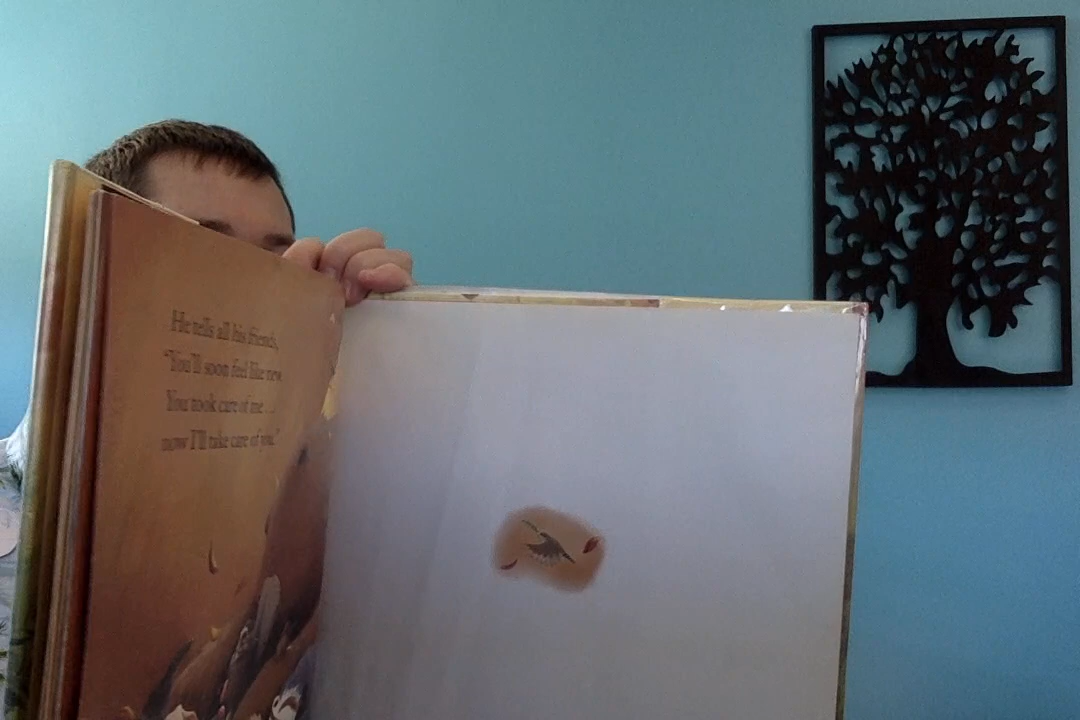 He tells all his friends,
"You'll soon feel like new.
You took care of me . . .
now I'll take care of you."